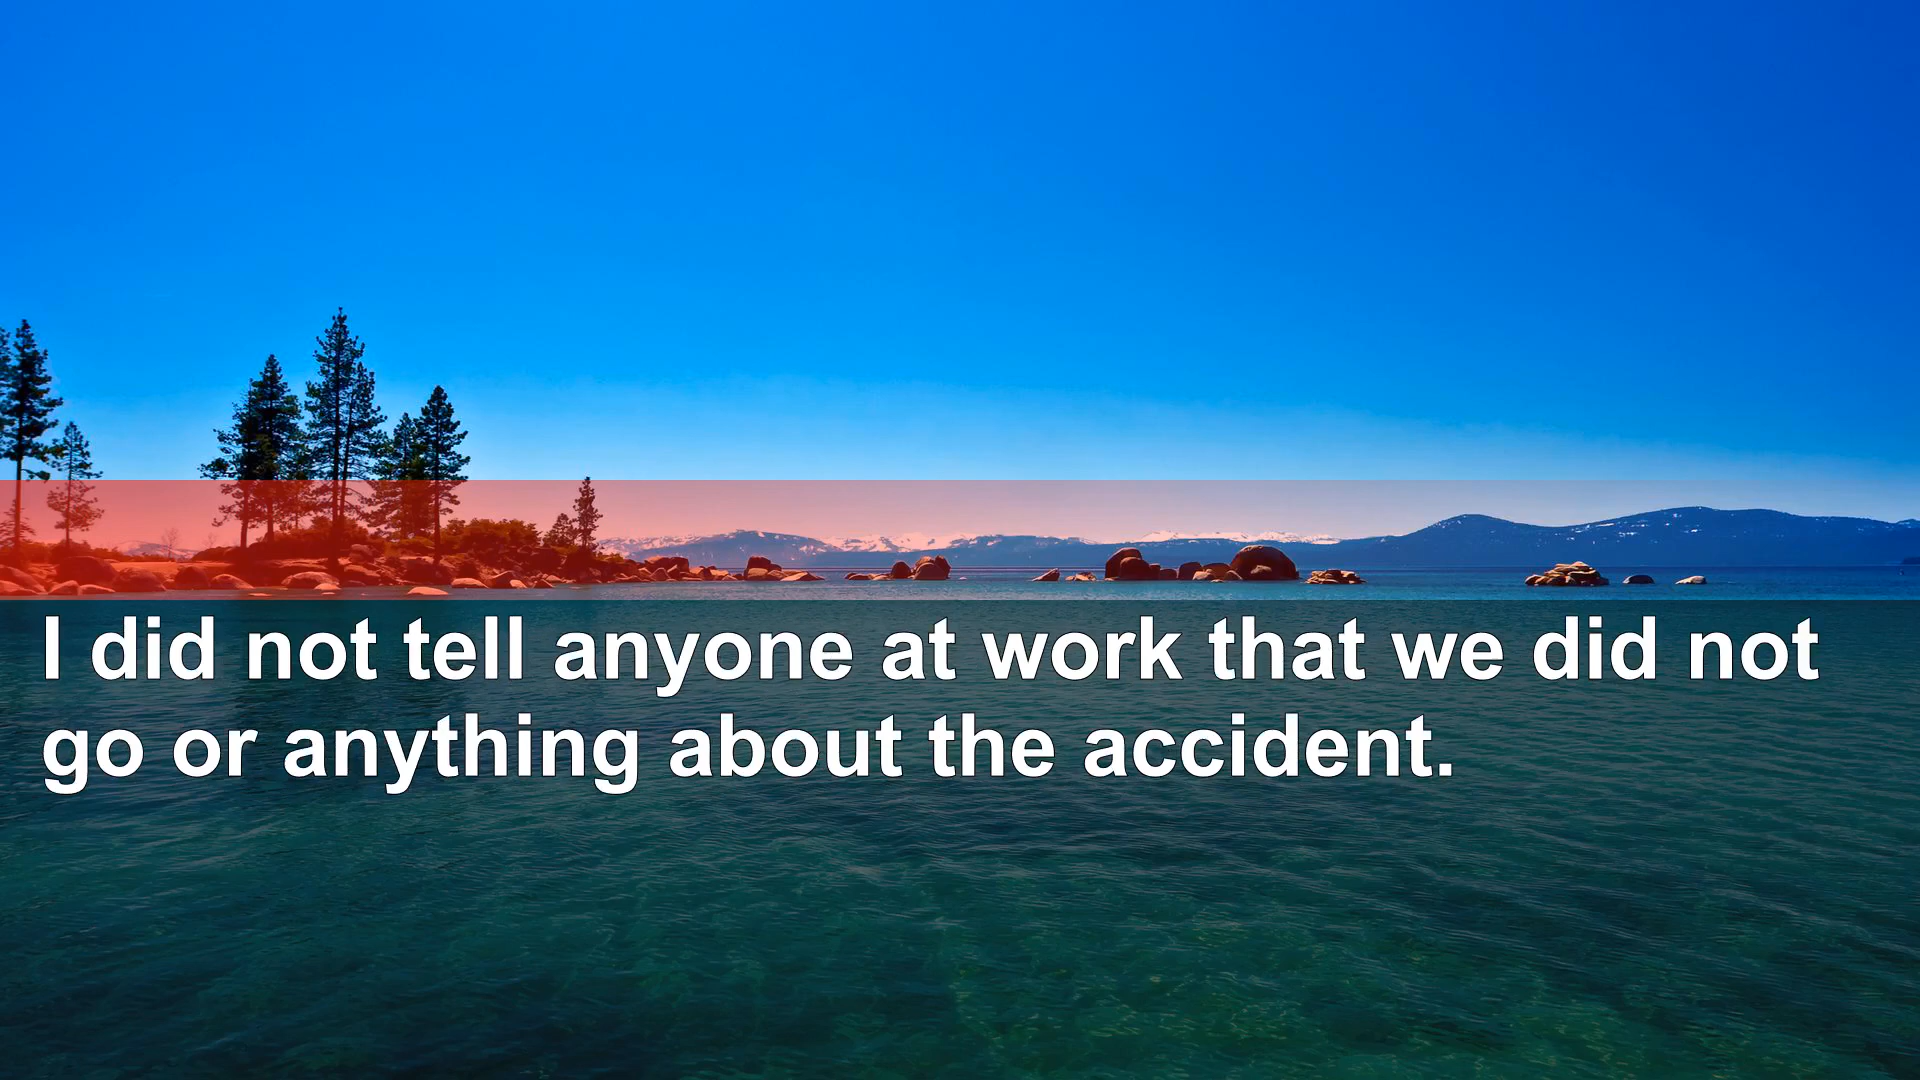 I did not tell anyone at work that we did not
go or anything about the accident.